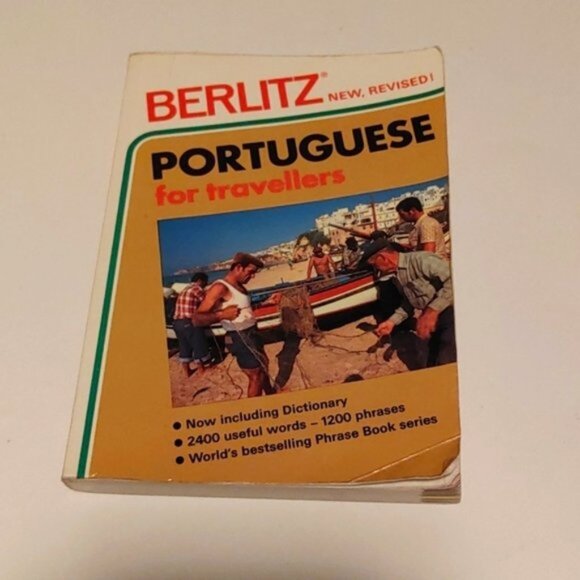 BERLITZ® NEW, REVISED!
PORTUGUESE
for travellers
• Now including Dictionary
• 2400 useful words – 1200 phrases
• World's bestselling Phrase Book series